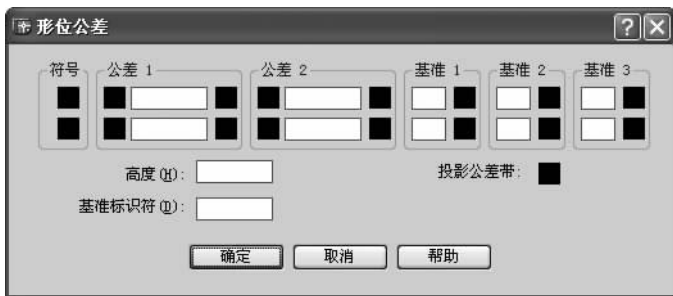 形位公差
符号 公差 1 公差 2 基准 1 基准 2 基准 3
高度(H): 投影公差带:
基准标识符(D):
确定 取消 帮助